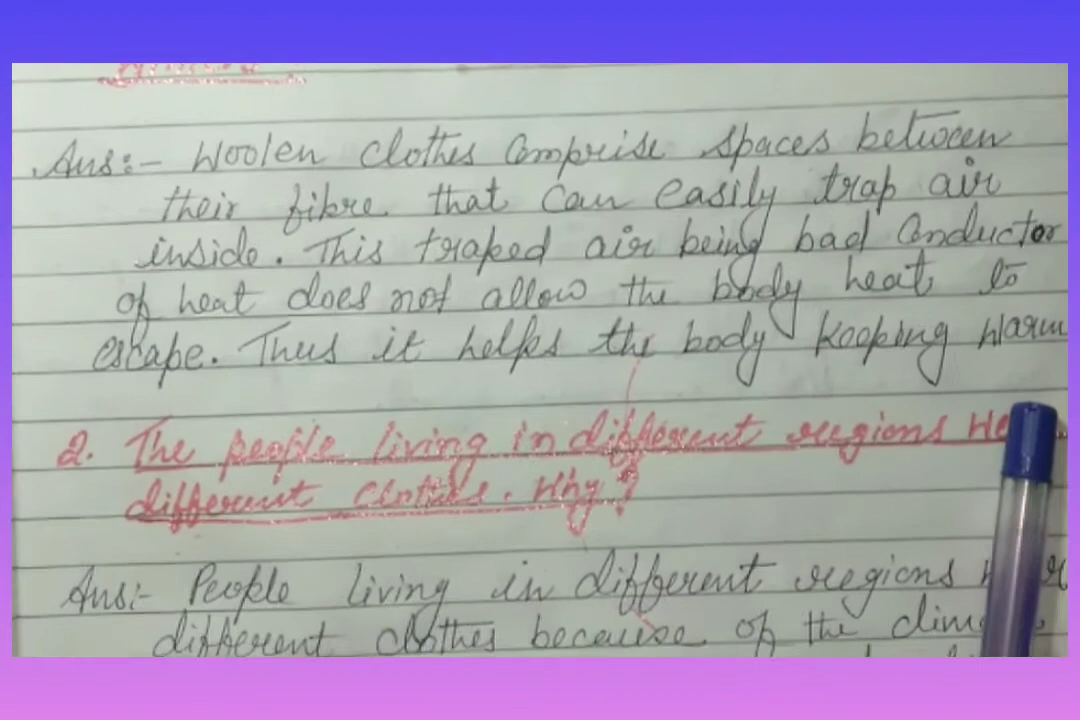 Ans:- Woolen clothes Comprise spaces between
their fibre that can easily trap air
inside. This traped air being bad Conductor
of heat does not allow the body heat to
escape. Thus it helps the body keeping warm
2. The people living in different regions
different clothes. Why?
Ans:- People living in different regions
different clothes because of the